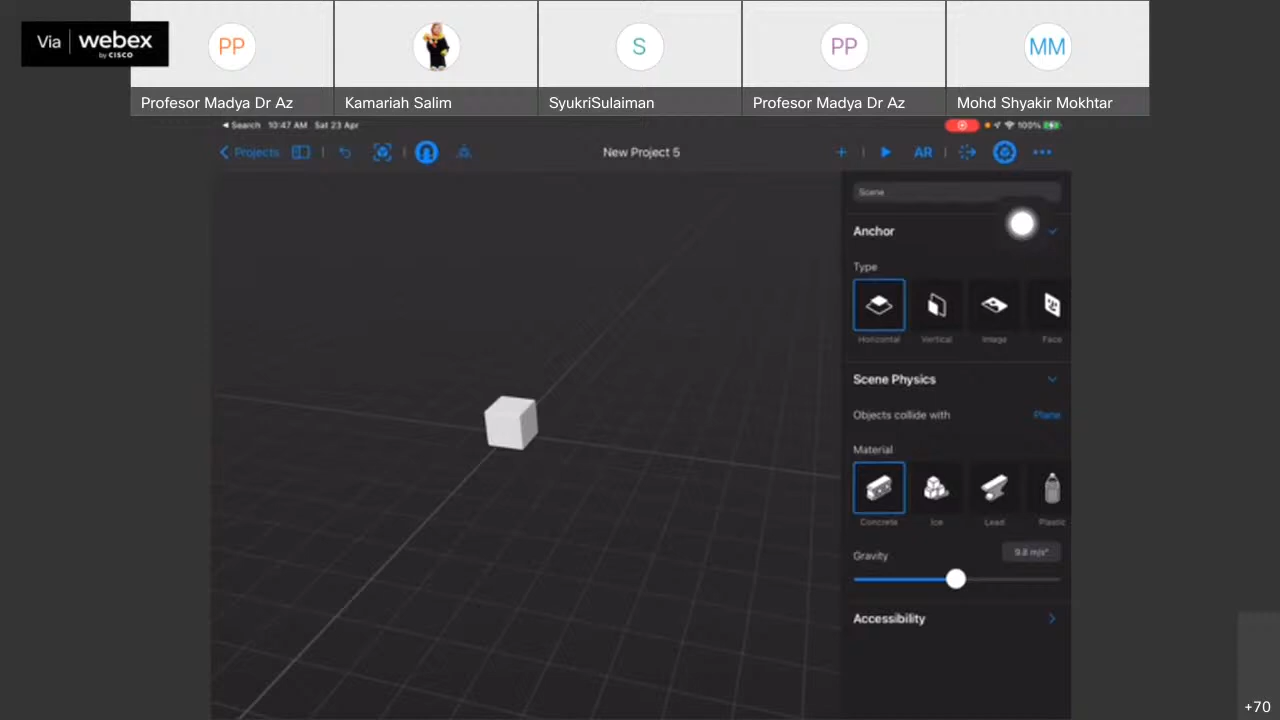 Via webex
by CISCO
PP
S
PP
MM
Profesor Madya Dr Az
Kamariah Salim
SyukriSulaiman
Profesor Madya Dr Az
Mohd Shyakir Mokhtar
Search 10:47 AM Sat 23 Apr
100%
Projects
New Project 5
AR
Scene
Anchor
Type
Horizontal
Vertical
Image
Face
Scene Physics
Objects collide with
Plane
Material
Concrete
Ice
Lead
Plastic
Gravity
9.8 m/s²
Accessibility
+70